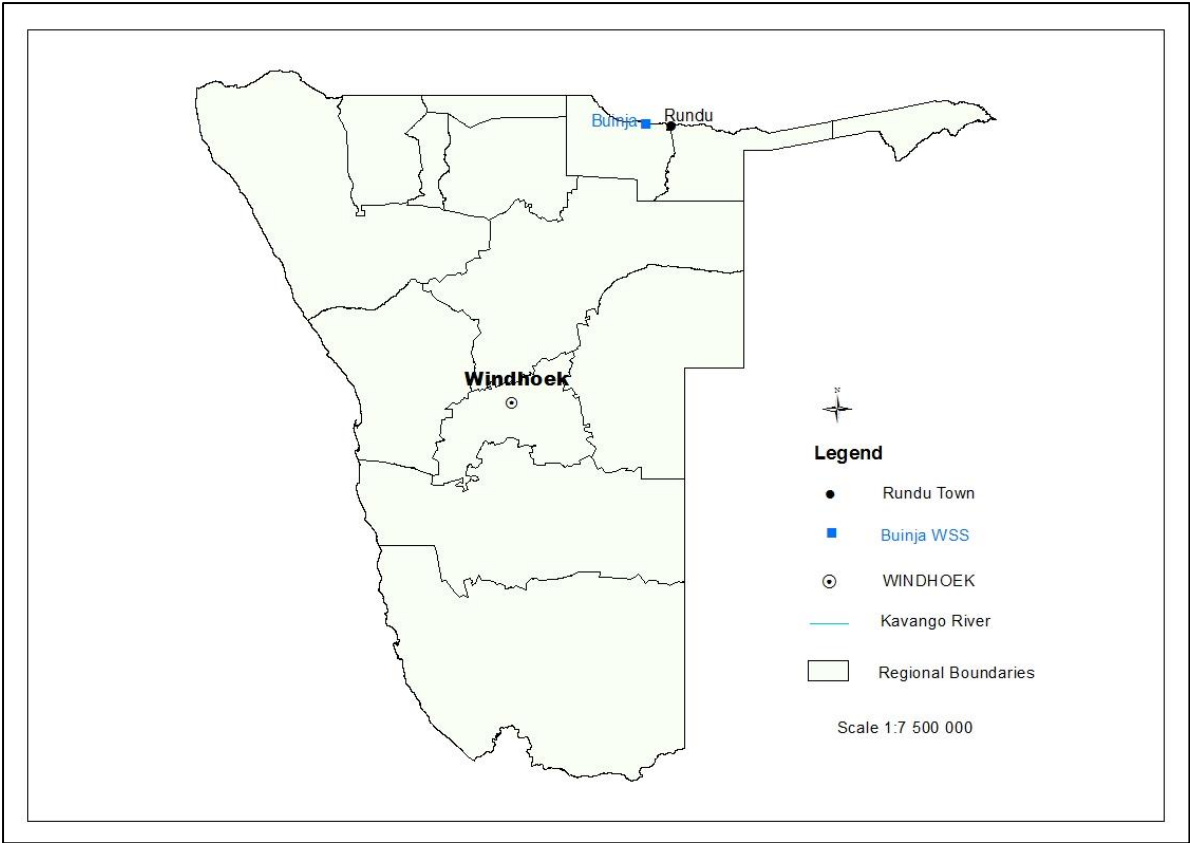 Buinja
Rundu
Windhoek
N
Legend
Rundu Town
Buinja WSS
WINDHOEK
Kavango River
Regional Boundaries
Scale 1:7 500 000